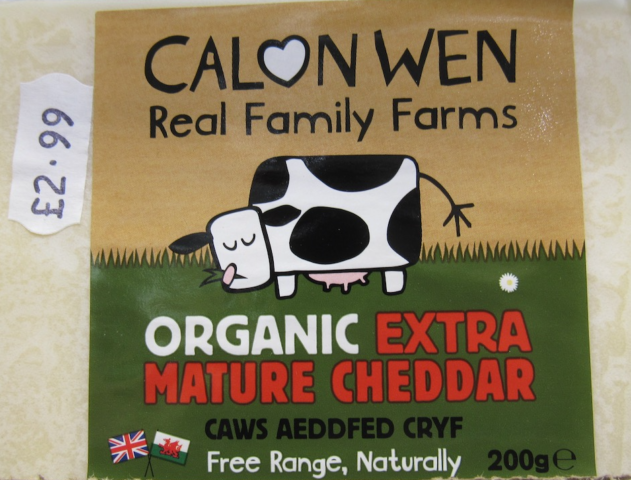 CALON WEN
Real Family Farms
£2.99
ORGANIC EXTRA
MATURE CHEDDAR
CAWS AEDDFED CRYF
Free Range, Naturally
200g℮